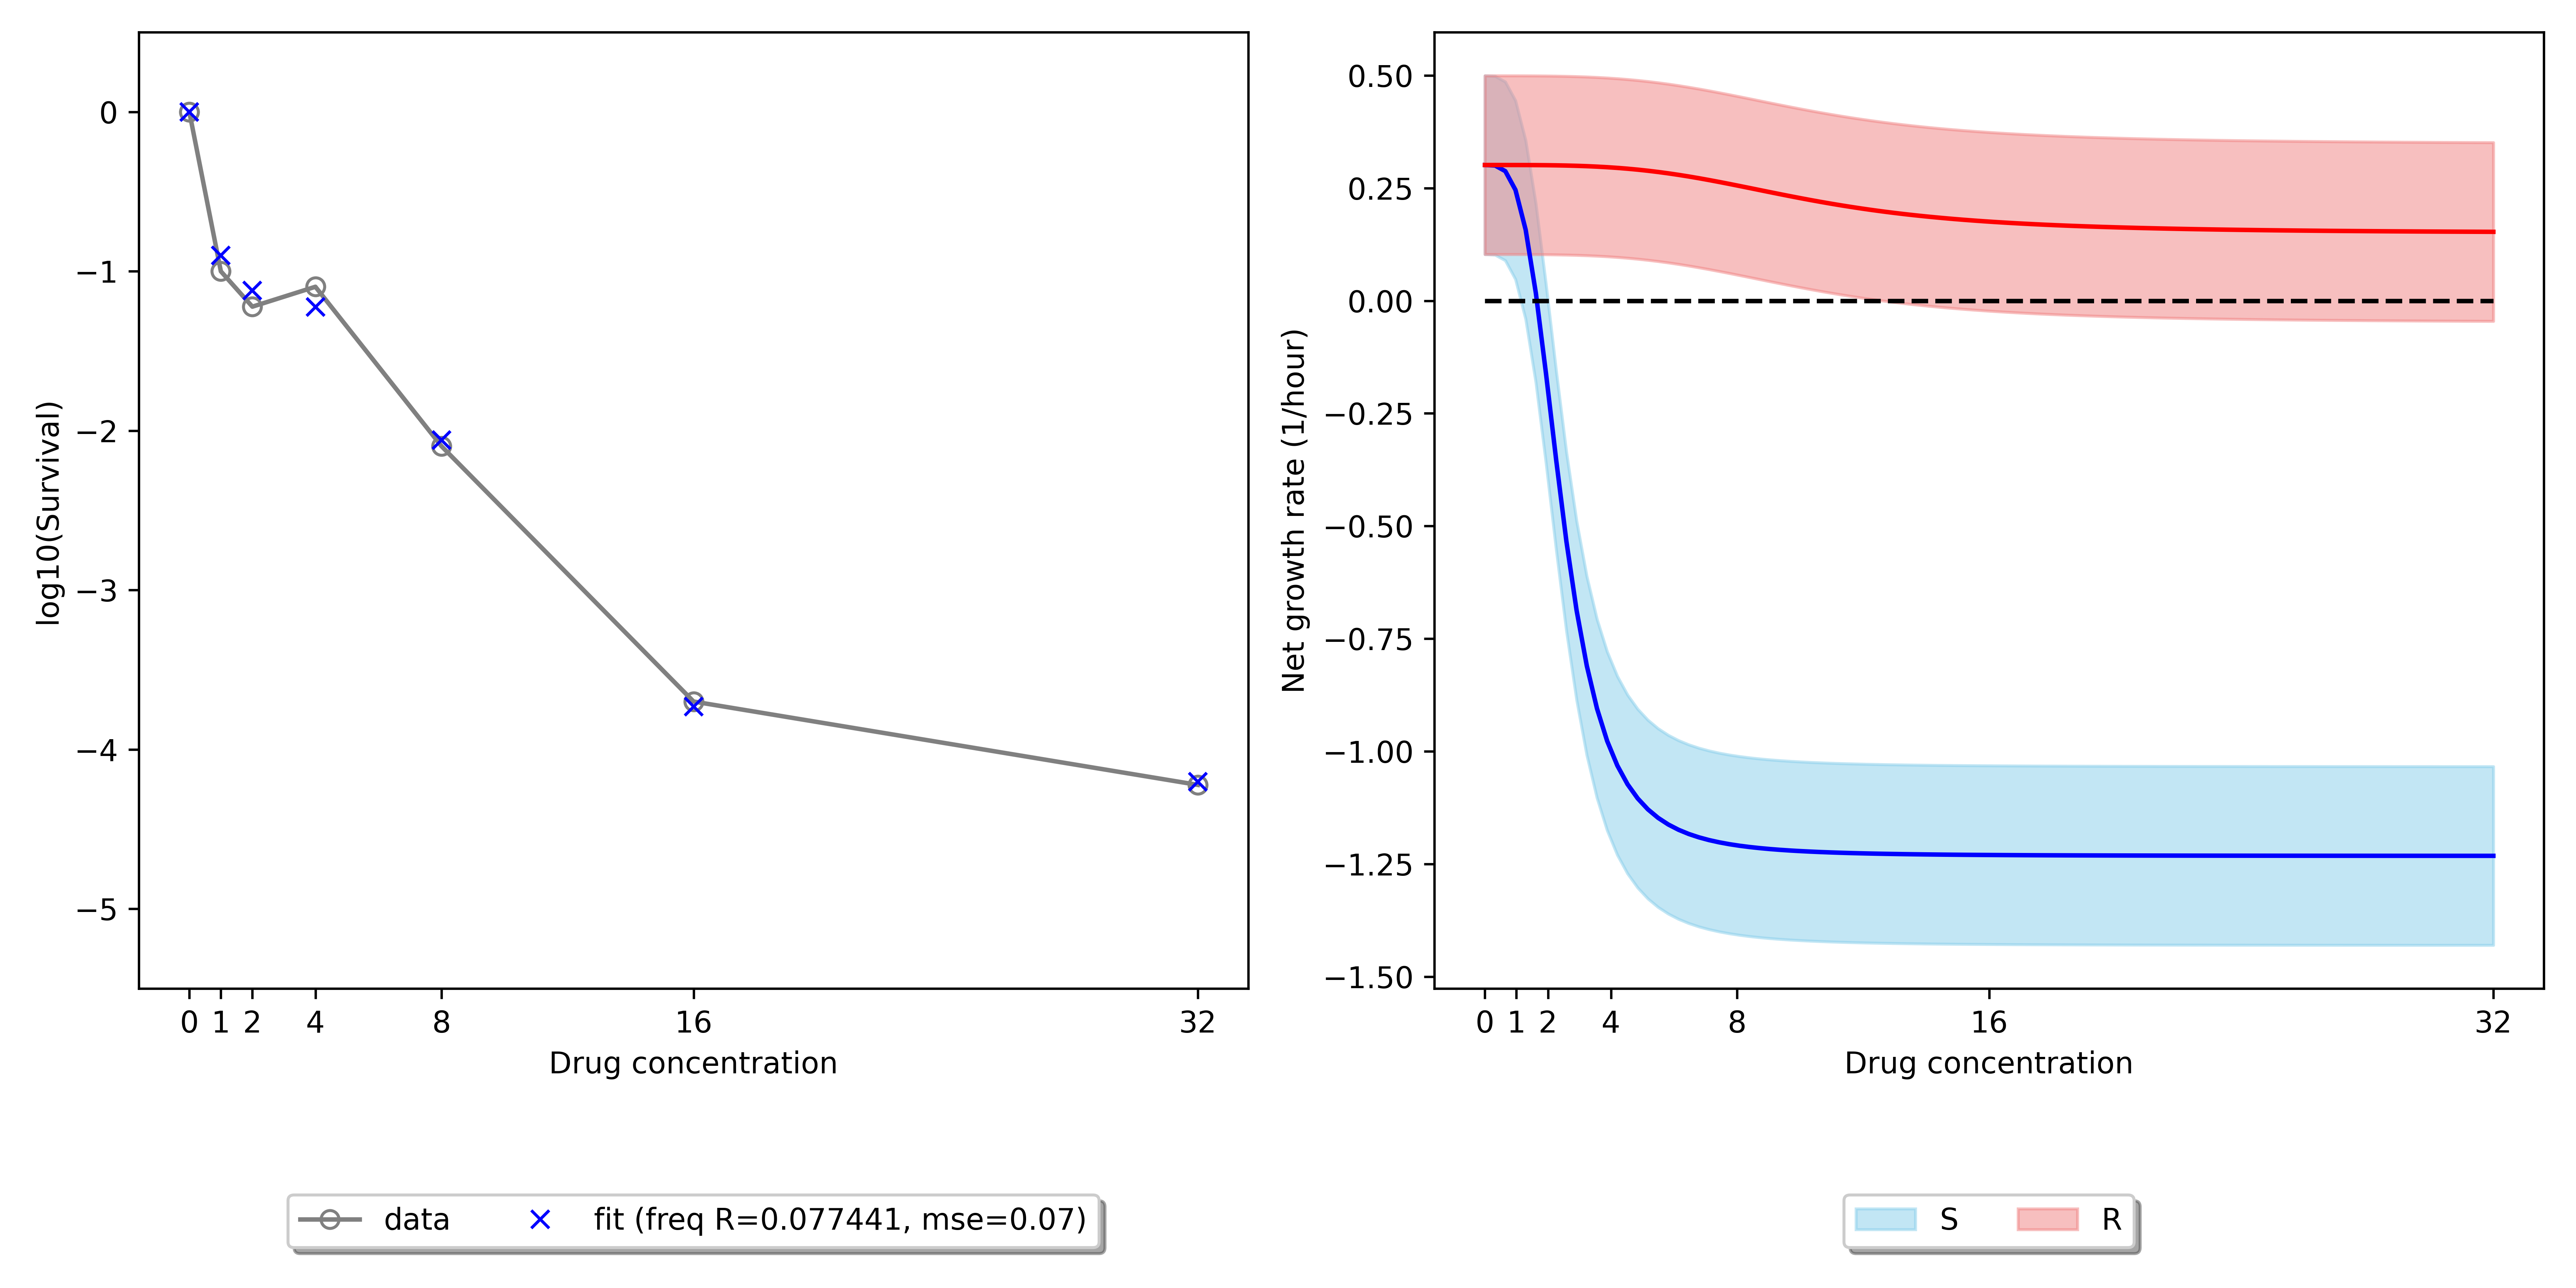 log10(Survival)
0
−1
−2
−3
−4
−5
0 1 2 4 8 16 32
Drug concentration
data fit (freq R=0.077441, mse=0.07)
Net growth rate (1/hour)
0.50
0.25
0.00
−0.25
−0.50
−0.75
−1.00
−1.25
−1.50
0 1 2 4 8 16 32
Drug concentration
S R